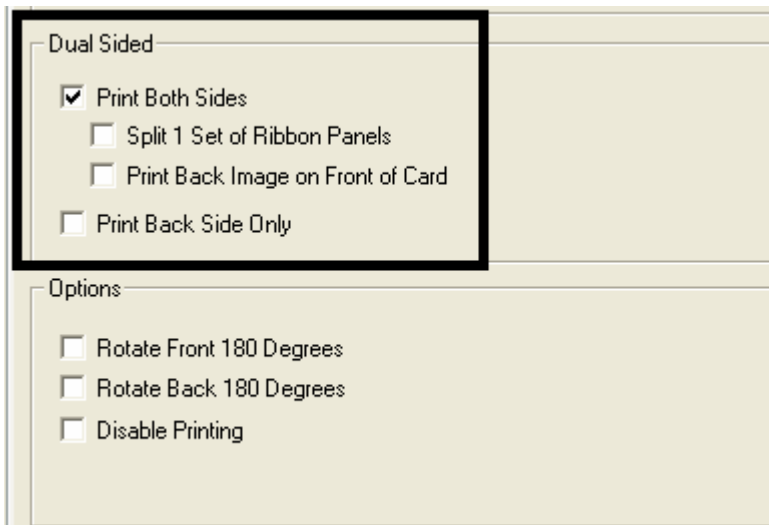 Dual Sided
Print Both Sides
Split 1 Set of Ribbon Panels
Print Back Image on Front of Card
Print Back Side Only
Options
Rotate Front 180 Degrees
Rotate Back 180 Degrees
Disable Printing